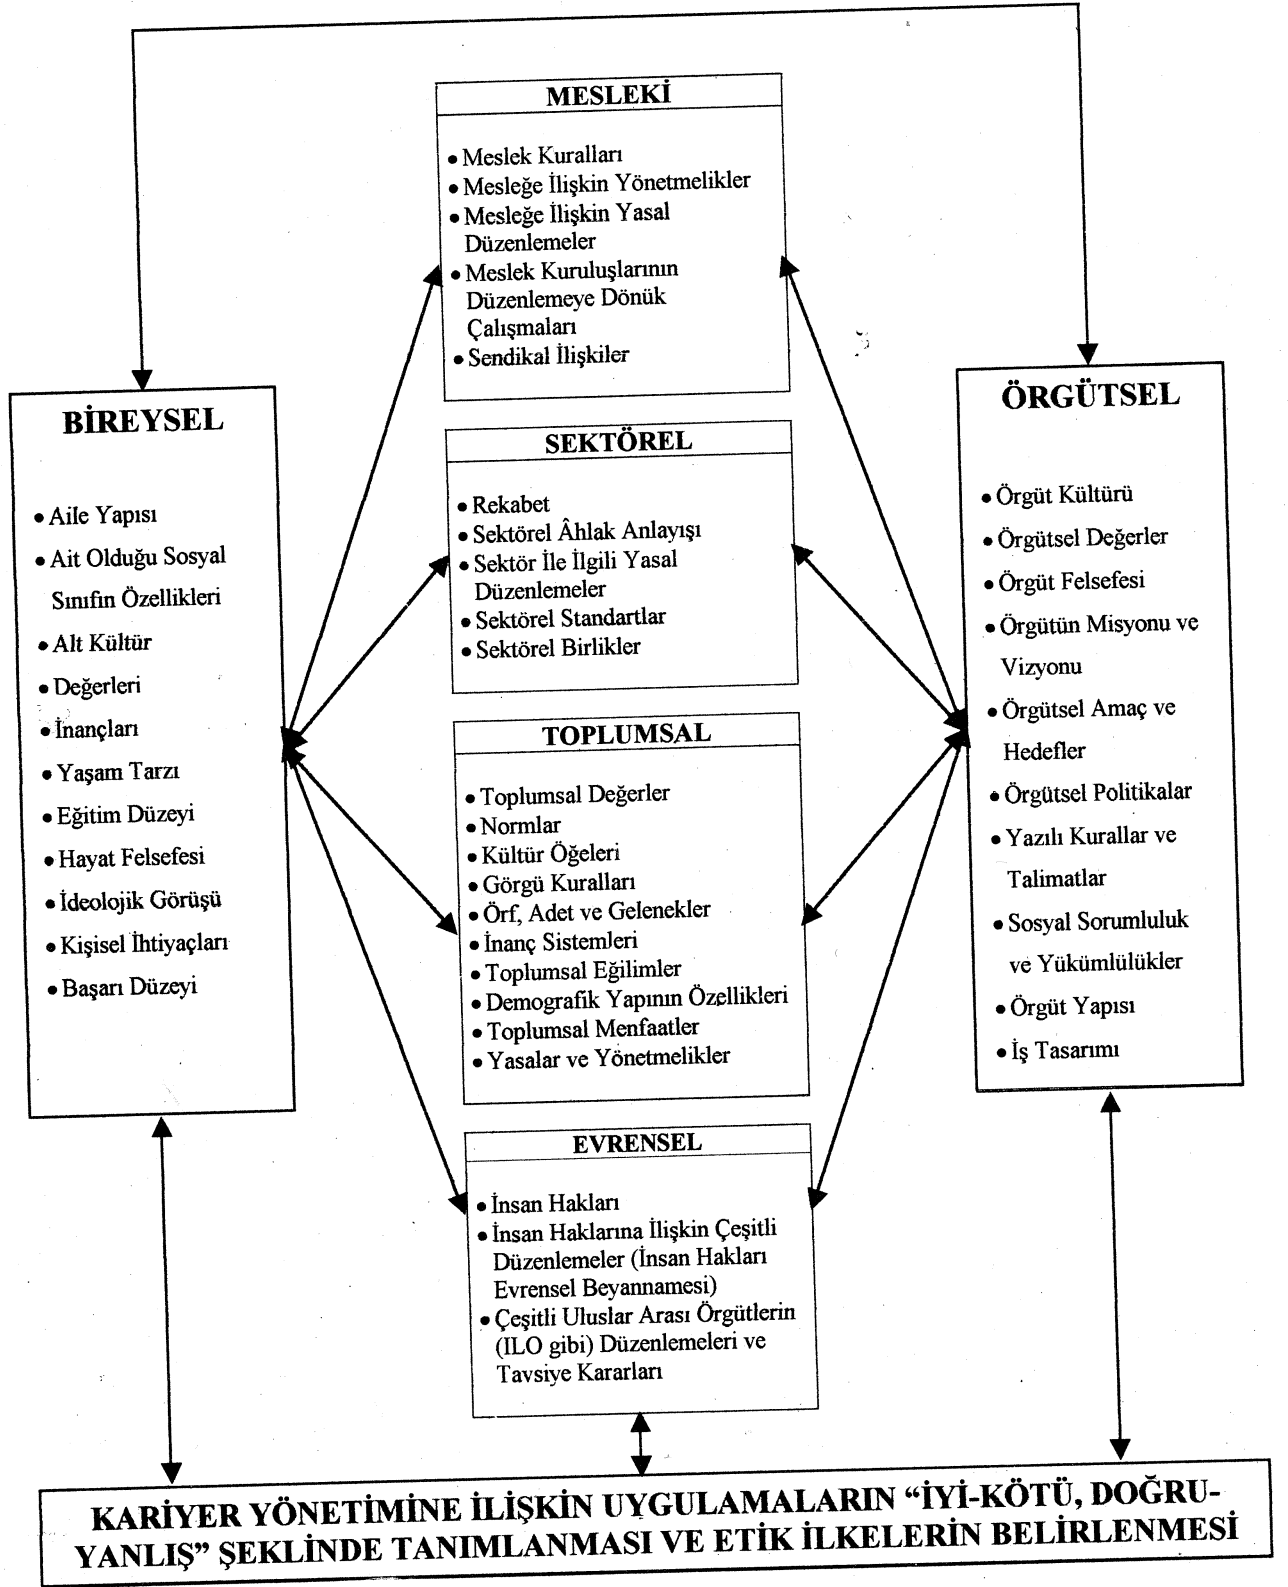 MESLEKİ
• Meslek Kuralları
• Mesleğe İlişkin Yönetmelikler
• Mesleğe İlişkin Yasal
Düzenlemeler
• Meslek Kuruluşlarının
Düzenlemeye Dönük
Çalışmaları
• Sendikal İlişkiler
BİREYSEL
• Aile Yapısı
• Ait Olduğu Sosyal
Sınıfın Özellikleri
• Alt Kültür
• Değerleri
• İnançları
• Yaşam Tarzı
• Eğitim Düzeyi
• Hayat Felsefesi
• İdeolojik Görüşü
• Kişisel İhtiyaçları
• Başarı Düzeyi
SEKTÖREL
• Rekabet
• Sektörel Âhlak Anlayışı
• Sektör İle İlgili Yasal
Düzenlemeler
• Sektörel Standartlar
• Sektörel Birlikler
TOPLUMSAL
• Toplumsal Değerler
• Normlar
• Kültür Öğeleri
• Görgü Kuralları
• Örf, Adet ve Gelenekler
• İnanç Sistemleri
• Toplumsal Eğilimler
• Demografik Yapının Özellikleri
• Toplumsal Menfaatler
• Yasalar ve Yönetmelikler
EVRENSEL
• İnsan Hakları
• İnsan Haklarına İlişkin Çeşitli
Düzenlemeler (İnsan Hakları
Evrensel Beyannamesi)
• Çeşitli Uluslar Arası Örgütlerin
(ILO gibi) Düzenlemeleri ve
Tavsiye Kararları
ÖRGÜTSEL
• Örgüt Kültürü
• Örgütsel Değerler
• Örgüt Felsefesi
• Örgütün Misyonu ve
Vizyonu
• Örgütsel Amaç ve
Hedefler
• Örgütsel Politikalar
• Yazılı Kurallar ve
Talimatlar
• Sosyal Sorumluluk
ve Yükümlülükler
• Örgüt Yapısı
• İş Tasarımı
KARİYER YÖNETİMİNE İLİŞKİN UYGULAMALARIN “İYİ-KÖTÜ, DOĞRU-
YANLIŞ” ŞEKLİNDE TANIMLANMASI VE ETİK İLKELERİN BELİRLENMESİ